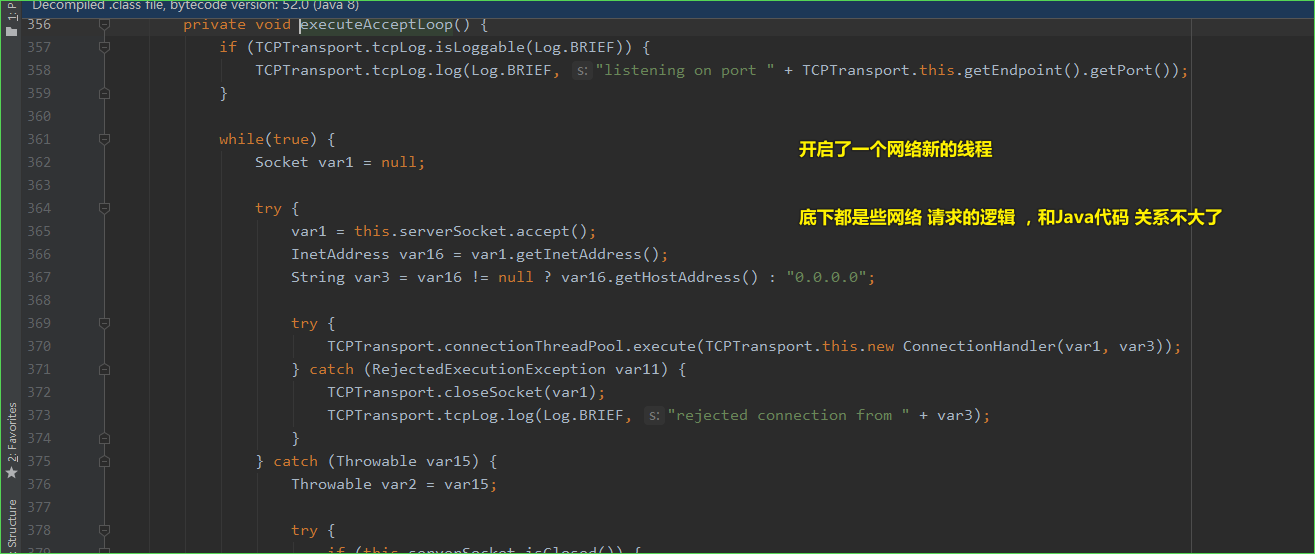 Decompiled .class file, bytecode version: 52.0 (Java 8)
1: P
356 private void executeAcceptLoop() {
357 if (TCPTransport.tcpLog.isLoggable(Log.BRIEF)) {
358 TCPTransport.tcpLog.log(Log.BRIEF, s: "listening on port " + TCPTransport.this.getEndpoint().getPort());
359 }
360
361 while(true) {
362 Socket var1 = null;
开启了一个网络新的线程
363
364 try {
底下都是些网络 请求的逻辑 ，和Java代码 关系不大了
365 var1 = this.serverSocket.accept();
366 InetAddress var16 = var1.getInetAddress();
367 String var3 = var16 != null ? var16.getHostAddress() : "0.0.0.0";
368
369 try {
370 TCPTransport.connectionThreadPool.execute(TCPTransport.this.new ConnectionHandler(var1, var3));
371 } catch (RejectedExecutionException var11) {
372 TCPTransport.closeSocket(var1);
373 TCPTransport.tcpLog.log(Log.BRIEF, s: "rejected connection from " + var3);
374 }
375 } catch (Throwable var15) {
376 Throwable var2 = var15;
377
378 try {
379 if (this.serverSocket.isClosed()) {
2: Favorites
: Structure